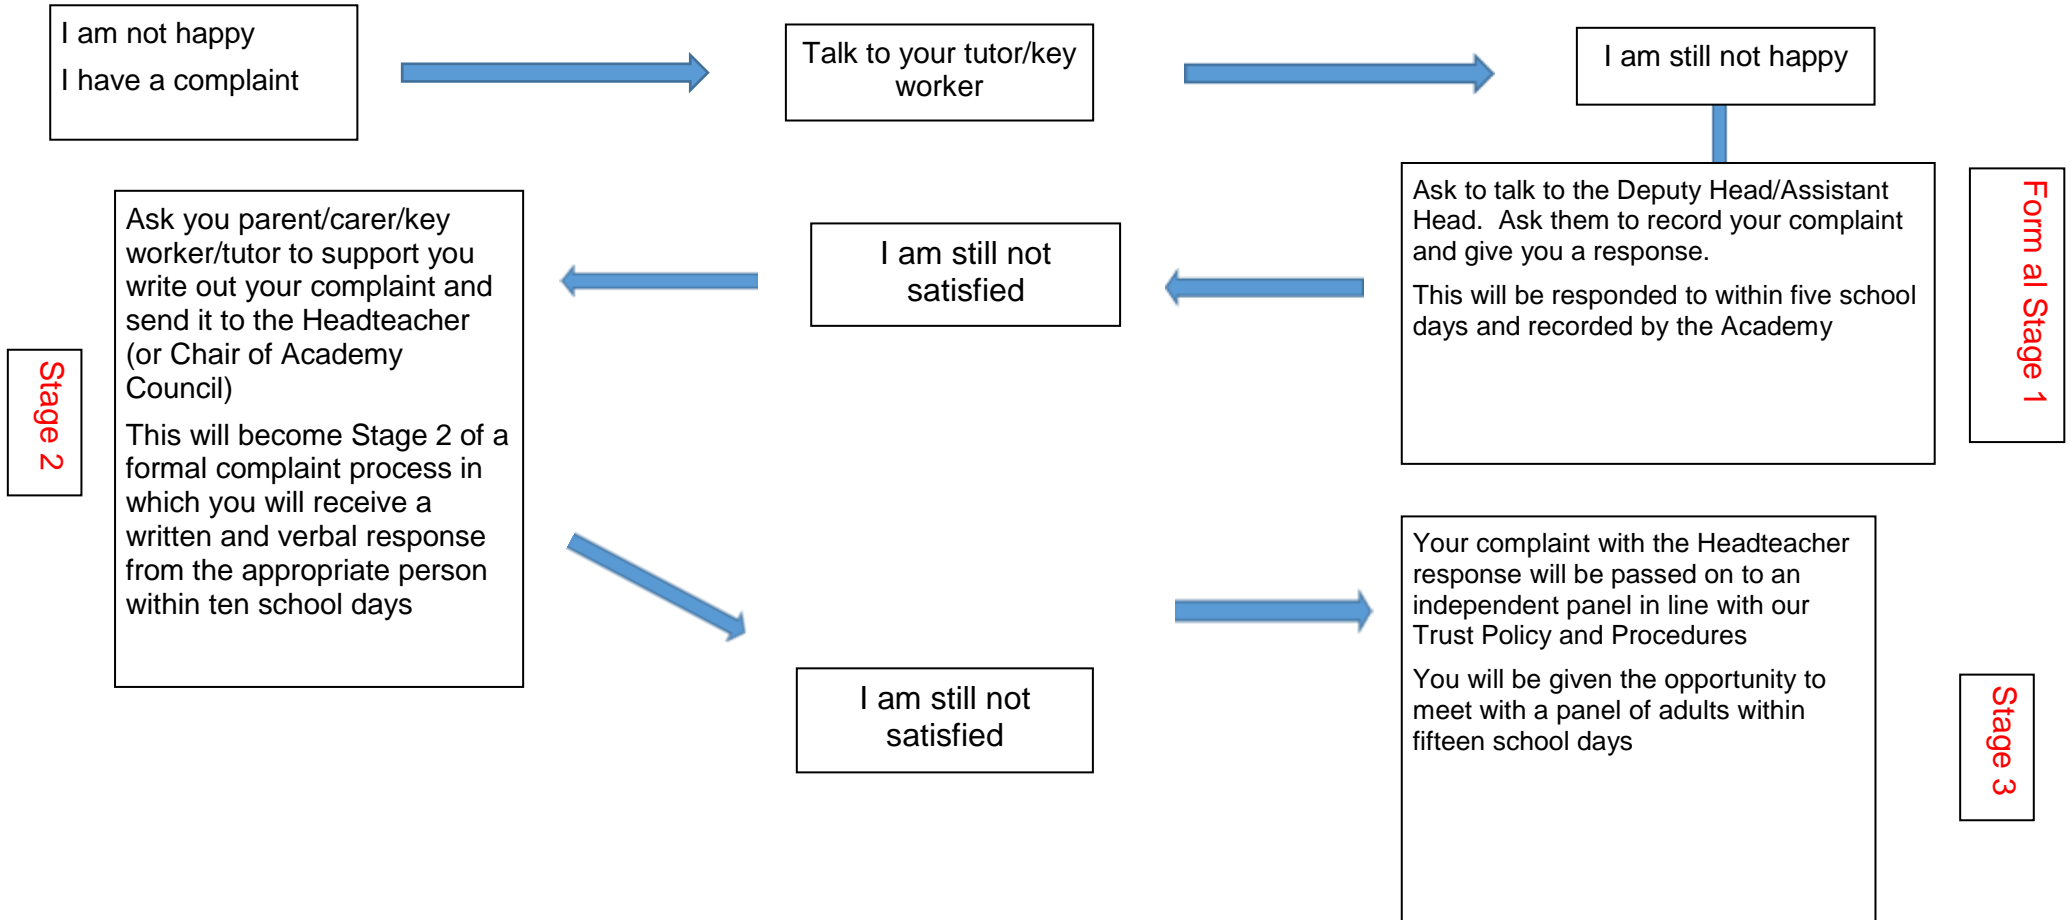 I am not happy
I have a complaint
Talk to your tutor/key
worker
I am still not happy
Ask to talk to the Deputy Head/Assistant
Head.  Ask them to record your complaint
and give you a response.
This will be responded to within five school
days and recorded by the Academy
Form al Stage 1
I am still not
satisfied
Ask you parent/carer/key
worker/tutor to support you
write out your complaint and
send it to the Headteacher
(or Chair of Academy
Council)
This will become Stage 2 of a
formal complaint process in
which you will receive a
written and verbal response
from the appropriate person
within ten school days
Stage 2
I am still not
satisfied
Your complaint with the Headteacher
response will be passed on to an
independent panel in line with our
Trust Policy and Procedures
You will be given the opportunity to
meet with a panel of adults within
fifteen school days
Stage 3